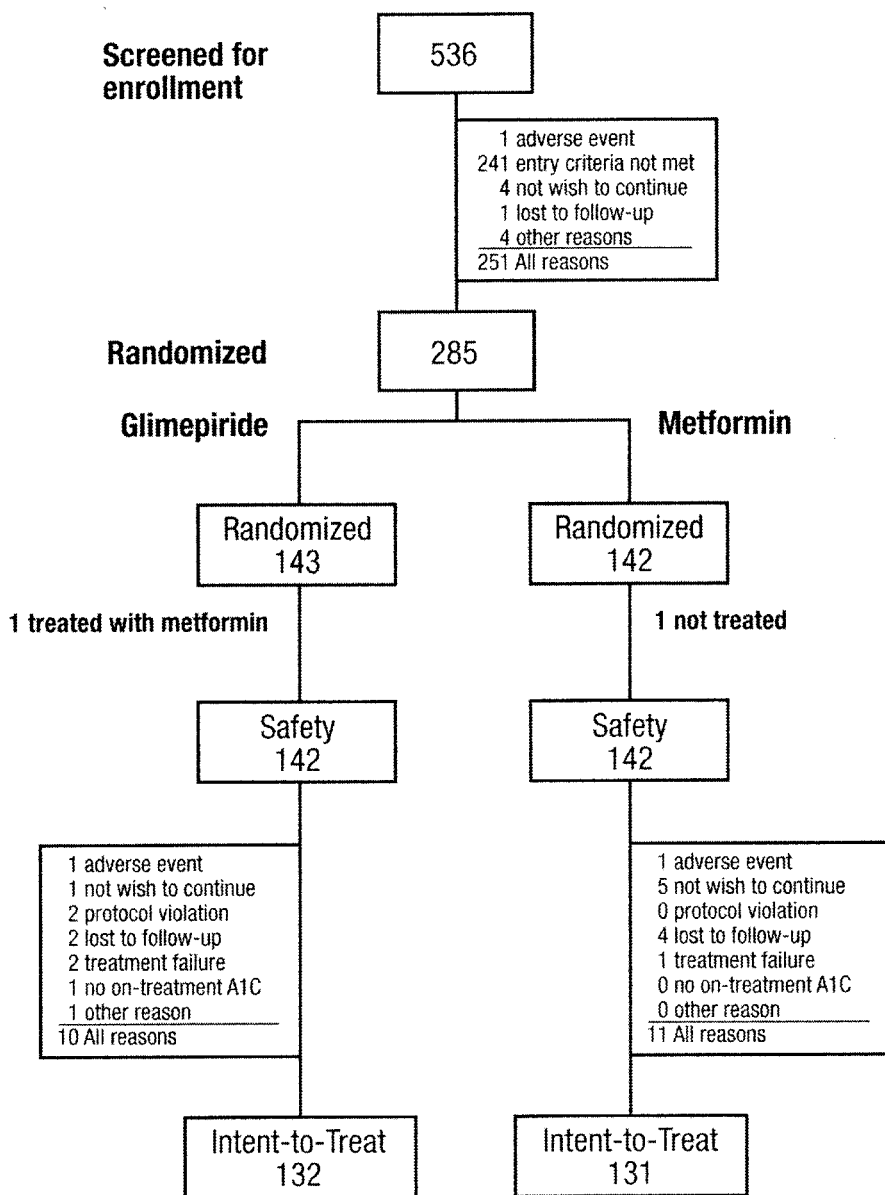 Screened for
enrollment
536
1 adverse event
241 entry criteria not met
4 not wish to continue
1 lost to follow-up
4 other reasons
251 All reasons
Randomized
285
Glimepiride
Metformin
Randomized
143
Randomized
142
1 treated with metformin
1 not treated
Safety
142
Safety
142
1 adverse event
1 not wish to continue
2 protocol violation
2 lost to follow-up
2 treatment failure
1 no on-treatment A1C
1 other reason
10 All reasons
1 adverse event
5 not wish to continue
0 protocol violation
4 lost to follow-up
1 treatment failure
0 no on-treatment A1C
0 other reason
11 All reasons
Intent-to-Treat
132
Intent-to-Treat
131